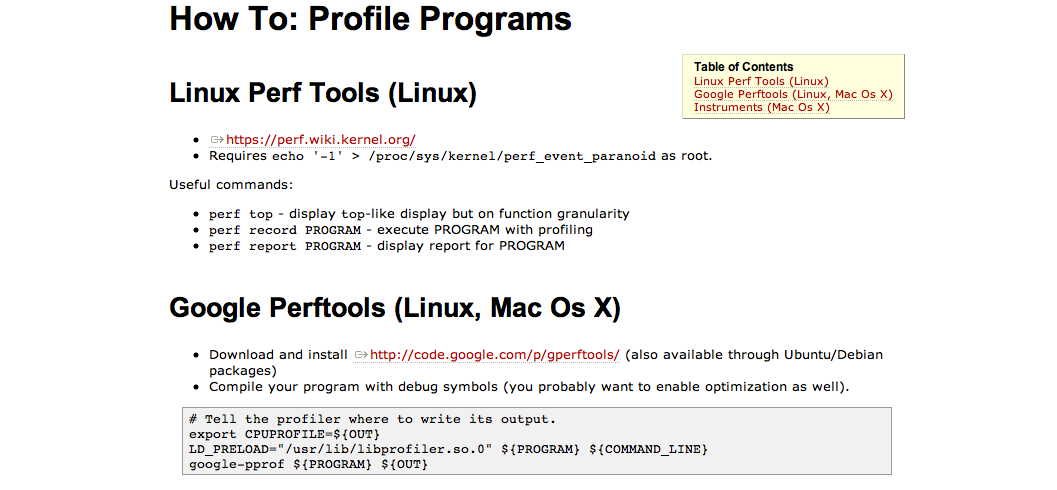 How To: Profile Programs
Table of Contents
Linux Perf Tools (Linux)
Google Perftools (Linux, Mac Os X)
Instruments (Mac Os X)
Linux Perf Tools (Linux)
https://perf.wiki.kernel.org/
Requires echo '-1' > /proc/sys/kernel/perf_event_paranoid as root.
Useful commands:
perf top - display top-like display but on function granularity
perf record PROGRAM - execute PROGRAM with profiling
perf report PROGRAM - display report for PROGRAM
Google Perftools (Linux, Mac Os X)
Download and install http://code.google.com/p/gperftools/ (also available through Ubuntu/Debian
packages)
Compile your program with debug symbols (you probably want to enable optimization as well).
# Tell the profiler where to write its output.
export CPUPROFILE=${OUT}
LD_PRELOAD="/usr/lib/libprofiler.so.0" ${PROGRAM} ${COMMAND_LINE}
google-pprof ${PROGRAM} ${OUT}